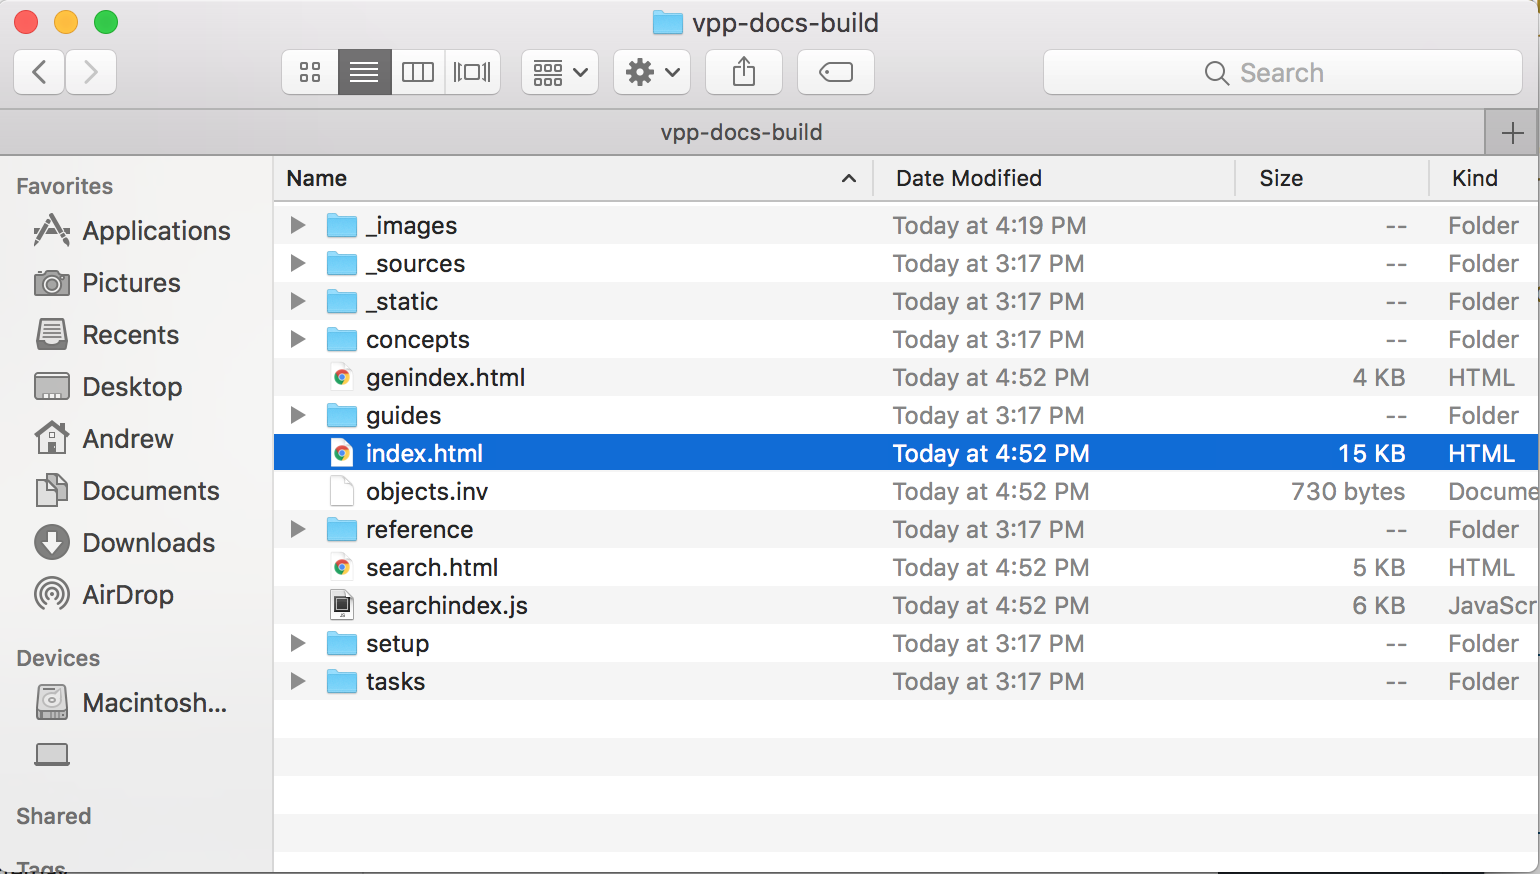 vpp-docs-build
Search
vpp-docs-build
Favorites
Applications
Pictures
Recents
Desktop
Andrew
Documents
Downloads
AirDrop
Devices
Macintosh...
Shared
Tags
Name Date Modified Size Kind
_images Today at 4:19 PM -- Folder
_sources Today at 3:17 PM -- Folder
_static Today at 3:17 PM -- Folder
concepts Today at 3:17 PM -- Folder
genindex.html Today at 4:52 PM 4 KB HTML
guides Today at 3:17 PM -- Folder
index.html Today at 4:52 PM 15 KB HTML
objects.inv Today at 4:52 PM 730 bytes Docume
reference Today at 3:17 PM -- Folder
search.html Today at 4:52 PM 5 KB HTML
searchindex.js Today at 4:52 PM 6 KB JavaScr
setup Today at 3:17 PM -- Folder
tasks Today at 3:17 PM -- Folder